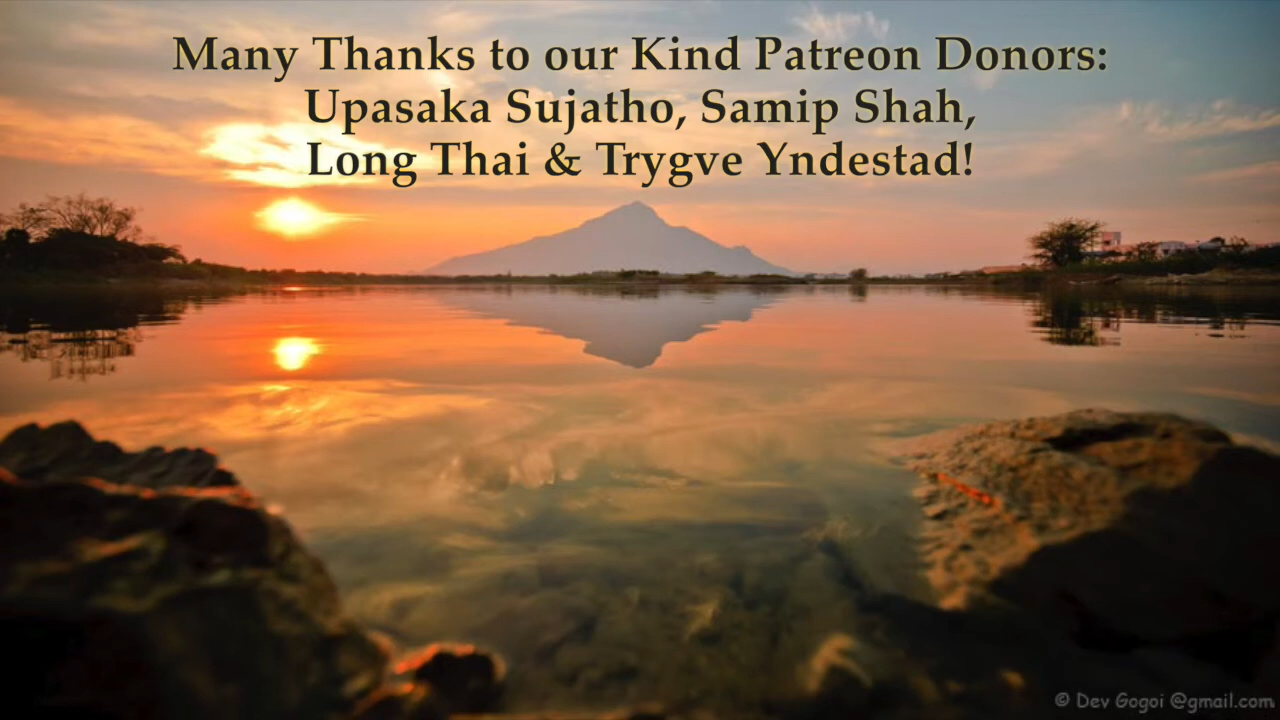 Many Thanks to our Kind Patreon Donors:
Upasaka Sujatho, Samip Shah,
Long Thai & Trygve Yndestad!
© Dev Gogoi @gmail.com